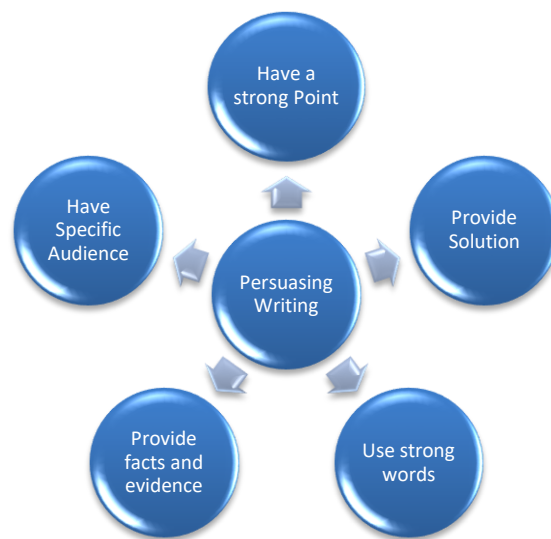 Have a
strong Point
Provide
Solution
Use strong
words
Provide
facts and
evidence
Have
Specific
Audience
Persuasing
Writing